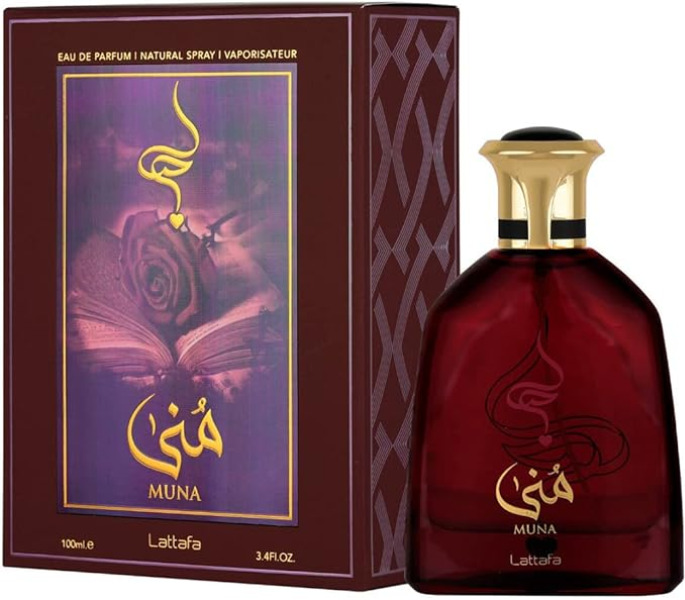 EAU DE PARFUM | NATURAL SPRAY | VAPORISATEUR
مُنىٰ
MUNA
100ml.e
Lattafa
3.4Fl.OZ.
مُنىٰ
MUNA
Lattafa